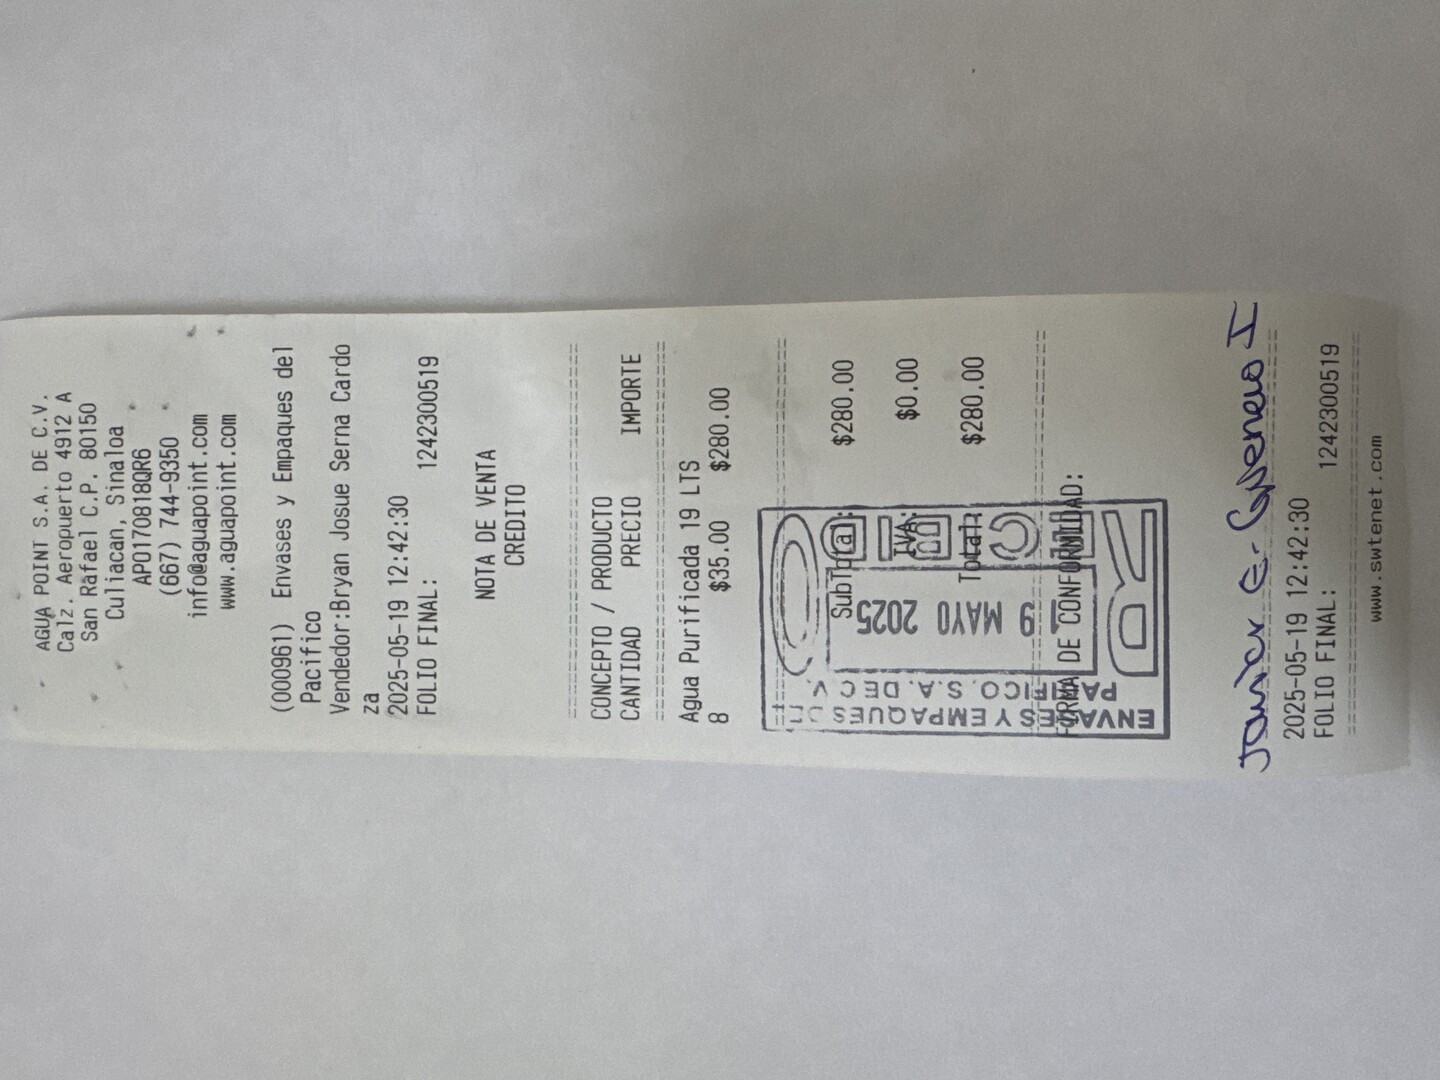 AGUA POINT S.A. DE C.V.
Calz. Aeropuerto 4912 A
San Rafael C.P. 80150
Culiacan, Sinaloa
APO170818QR6
(667) 744-9350
info@aguapoint.com
www.aguapoint.com
(000961) Envases y Empaques del
Pacifico
Vendedor:Bryan Josue Serna Cardo
za
2025-05-19 12:42:30
FOLIO FINAL: 1242300519
NOTA DE VENTA
CREDITO
CONCEPTO / PRODUCTO
CANTIDAD PRECIO IMPORTE
Agua Purificada 19 LTS
8 $35.00 $280.00
SubTotal: $280.00
IVA: $0.00
Total: $280.00
FIRMA DE CONFORMIDAD:
ENVASES Y EMPAQUES DEL
PACIFICO. S.A. DE C.V.
19 MAYO 2025
RECIBIDO
Javier E.
2025-05-19 12:42:30
FOLIO FINAL: 1242300519
www.swtenet.com